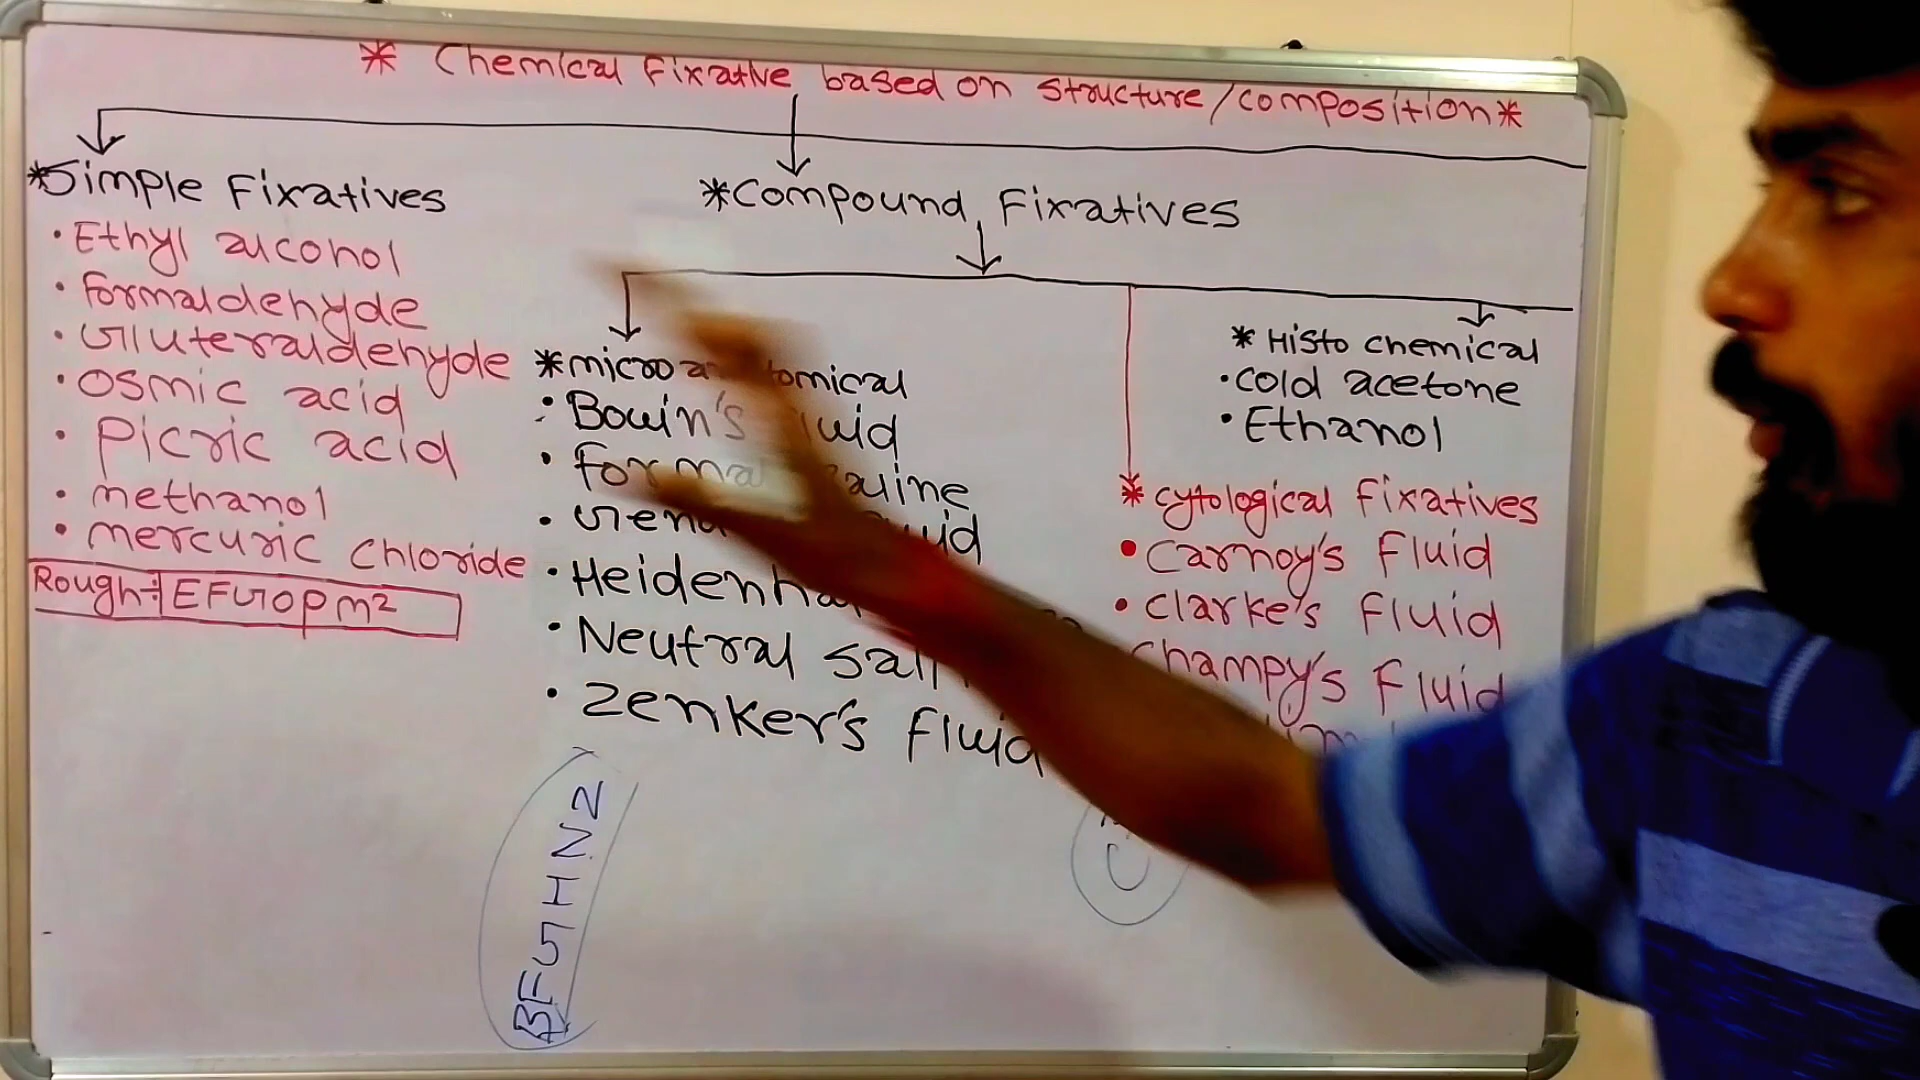 * Chemical Fixative based on structure/composition*
*Simple Fixatives
• Ethyl alcohol
• formaldehyde
• Gluteraldehyde
• Osmic acid
• Picric acid
• methanol
• mercuric chloride
Rough:- EFGOPm²
*Compound Fixatives
*
• Bouin's
•
•
•
• Neutral
• Zenker's fluid
BFGHNZ
* Histo chemical
• cold acetone
• Ethanol
* cytological Fixatives
• Carnoy's Fluid
• Clarke's Fluid
Champy's Fluid
C